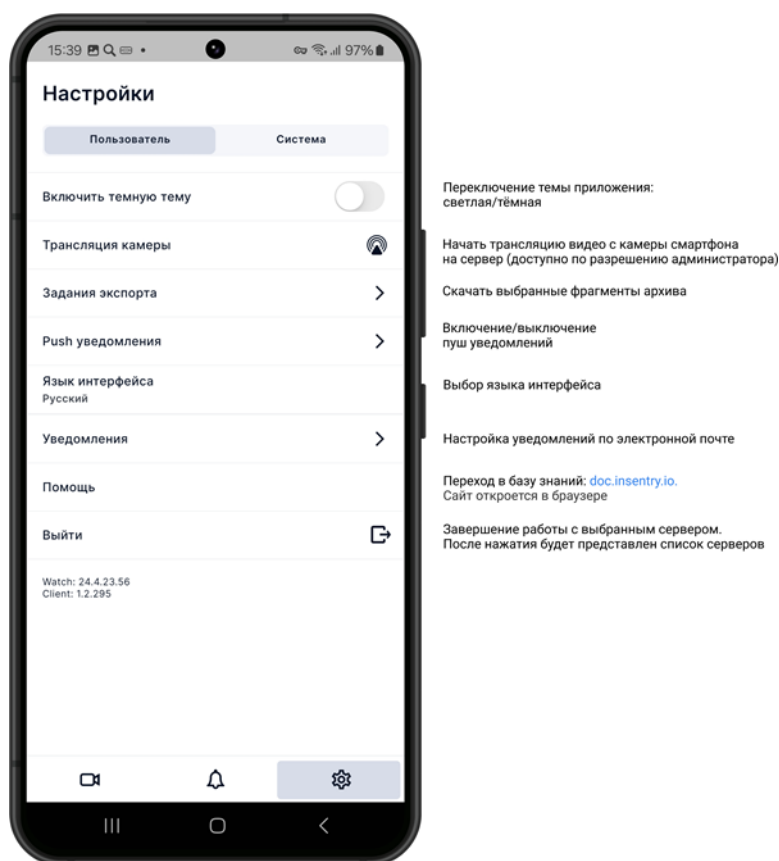 15:39
97%
Настройки
Пользователь
Система
Включить темную тему
Переключение темы приложения:
светлая/тёмная
Трансляция камеры
Начать трансляцию видео с камеры смартфона
на сервер (доступно по разрешению администратора)
Задания экспорта
Скачать выбранные фрагменты архива
Push уведомления
Включение/выключение
пуш уведомлений
Язык интерфейса
Русский
Выбор языка интерфейса
Уведомления
Настройка уведомлений по электронной почте
Помощь
Переход в базу знаний: doc.insentry.io.
Сайт откроется в браузере
Выйти
Завершение работы с выбранным сервером.
После нажатия будет представлен список серверов
Watch: 24.4.23.56
Client: 1.2.295